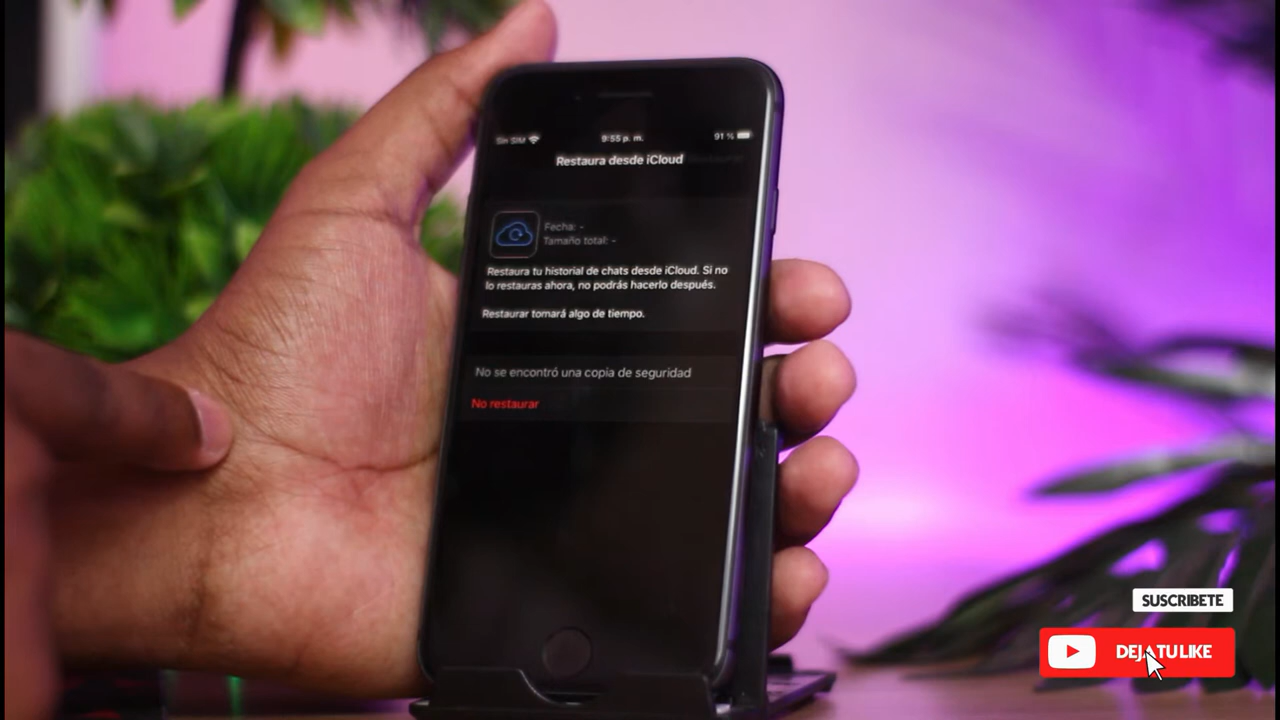 Sin SIM
9:55 p. m.
91 %
Restaura desde iCloud
Fecha: -
Tamaño total: -
Restaura tu historial de chats desde iCloud. Si no
lo restauras ahora, no podrás hacerlo después.
Restaurar tomará algo de tiempo.
No se encontró una copia de seguridad
No restaurar
SUSCRIBETE
DEJA TU LIKE